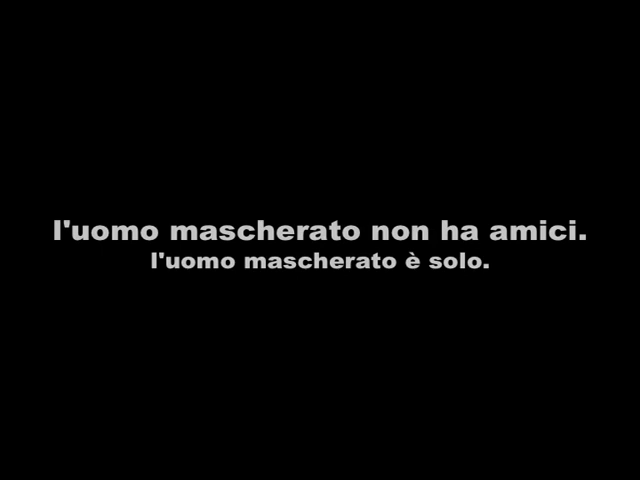 l'uomo mascherato non ha amici.
l'uomo mascherato è solo.